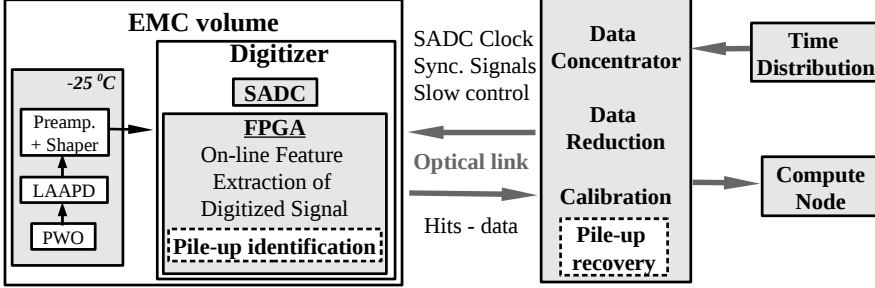 EMC volume
Digitizer
-25 ⁰C
SADC
Preamp.
+ Shaper
LAAPD
PWO
FPGA
On-line Feature
Extraction of
Digitized Signal
Pile-up identification
SADC Clock
Sync. Signals
Slow control
Optical link
Hits - data
Data
Concentrator
Data
Reduction
Calibration
Pile-up
recovery
Time
Distribution
Compute
Node